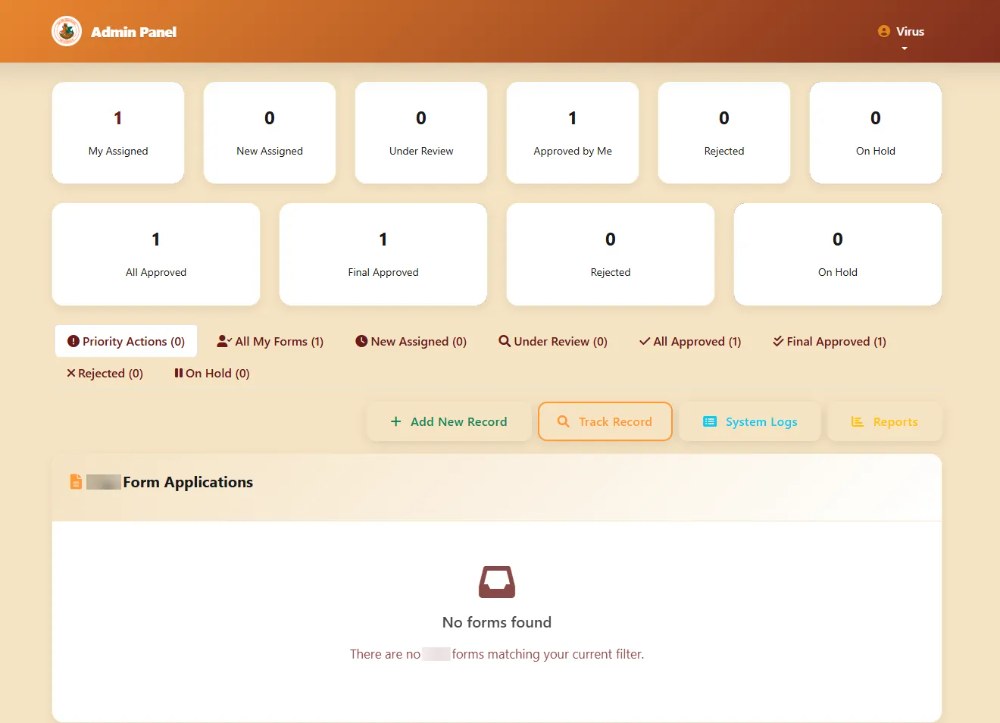 Admin Panel
Virus
1
My Assigned
0
New Assigned
0
Under Review
1
Approved by Me
0
Rejected
0
On Hold
1
All Approved
1
Final Approved
0
Rejected
0
On Hold
Priority Actions (0)
All My Forms (1)
New Assigned (0)
Under Review (0)
All Approved (1)
Final Approved (1)
Rejected (0)
On Hold (0)
Add New Record
Track Record
System Logs
Reports
Form Applications
No forms found
There are no forms matching your current filter.